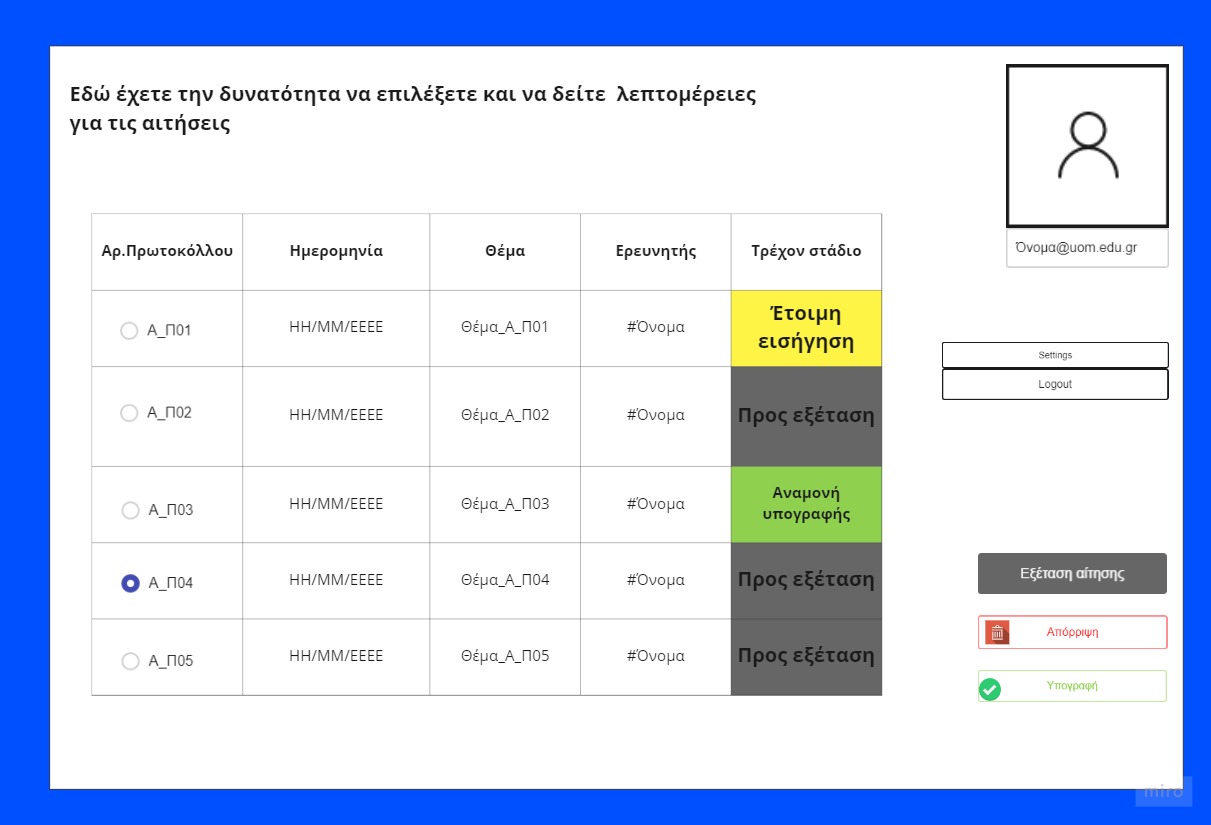 Εδώ έχετε την δυνατότητα να επιλέξετε και να δείτε λεπτομέρειες
για τις αιτήσεις
Όνομα@uom.edu.gr
Αρ.Πρωτοκόλλου Ημερομηνία Θέμα Ερευνητής Τρέχον στάδιο
Α_Π01 ΗΗ/ΜΜ/ΕΕΕΕ Θέμα_Α_Π01 #Όνομα Έτοιμη
εισήγηση
Settings
Logout
Α_Π02 ΗΗ/ΜΜ/ΕΕΕΕ Θέμα_Α_Π02 #Όνομα Προς εξέταση
Α_Π03 ΗΗ/ΜΜ/ΕΕΕΕ Θέμα_Α_Π03 #Όνομα Αναμονή
υπογραφής
Α_Π04 ΗΗ/ΜΜ/ΕΕΕΕ Θέμα_Α_Π04 #Όνομα Προς εξέταση
Α_Π05 ΗΗ/ΜΜ/ΕΕΕΕ Θέμα_Α_Π05 #Όνομα Προς εξέταση
Εξέταση αίτησης
Απόρριψη
Υπογραφή
miro